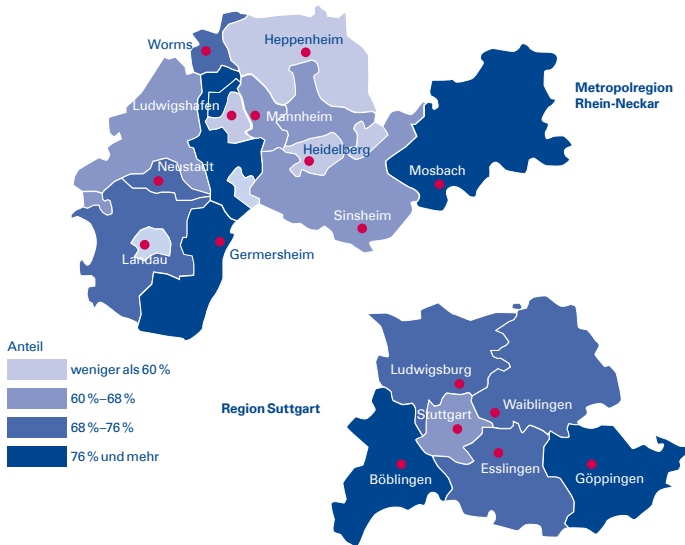 Heppenheim
Worms
Metropolregion
Rhein-Neckar
Ludwigshafen
Mannheim
Heidelberg
Neustadt
Mosbach
Sinsheim
Landau
Germersheim
Anteil
weniger als 60 %
60 %–68 %
68 %–76 %
76 % und mehr
Region Suttgart
Ludwigsburg
Waiblingen
Stuttgart
Esslingen
Böblingen
Göppingen